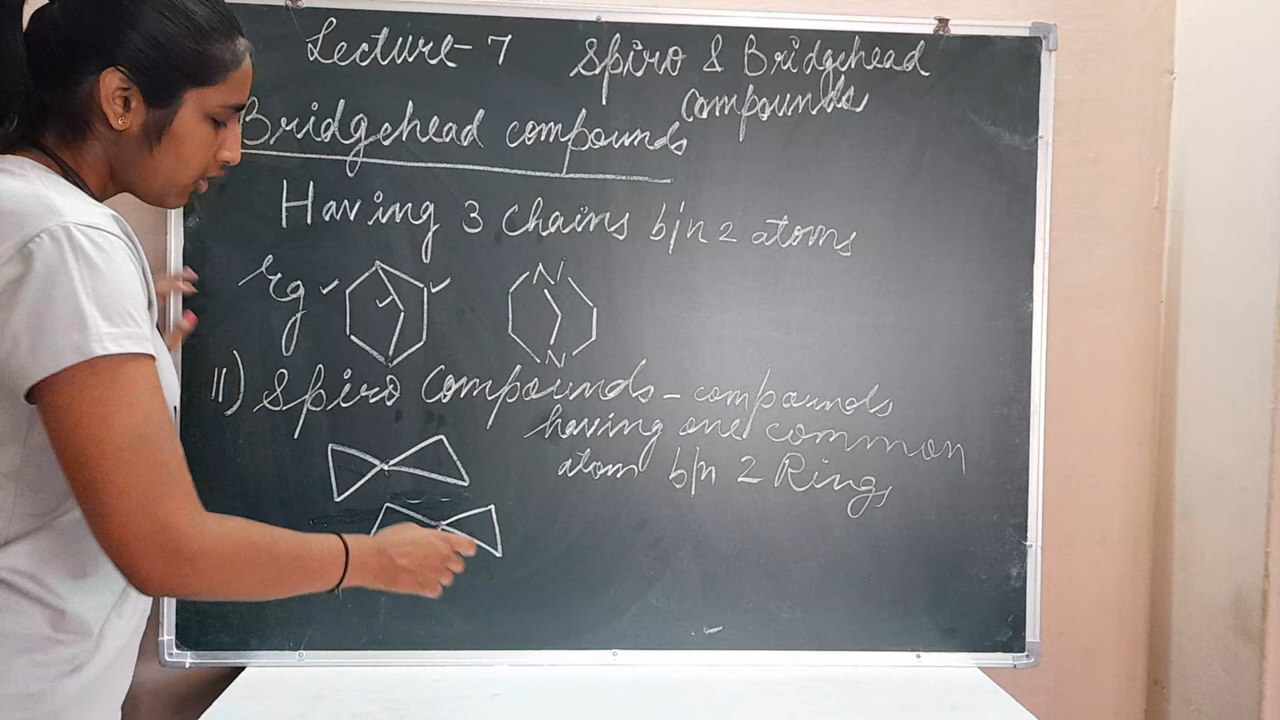 Lecture-7 Spiro & Bridgehead
compounds
Bridgehead compounds
Having 3 chains b/n 2 atoms
Eg
N
N
II) Spiro Compounds - compounds
having one common
atom b/n 2 Rings